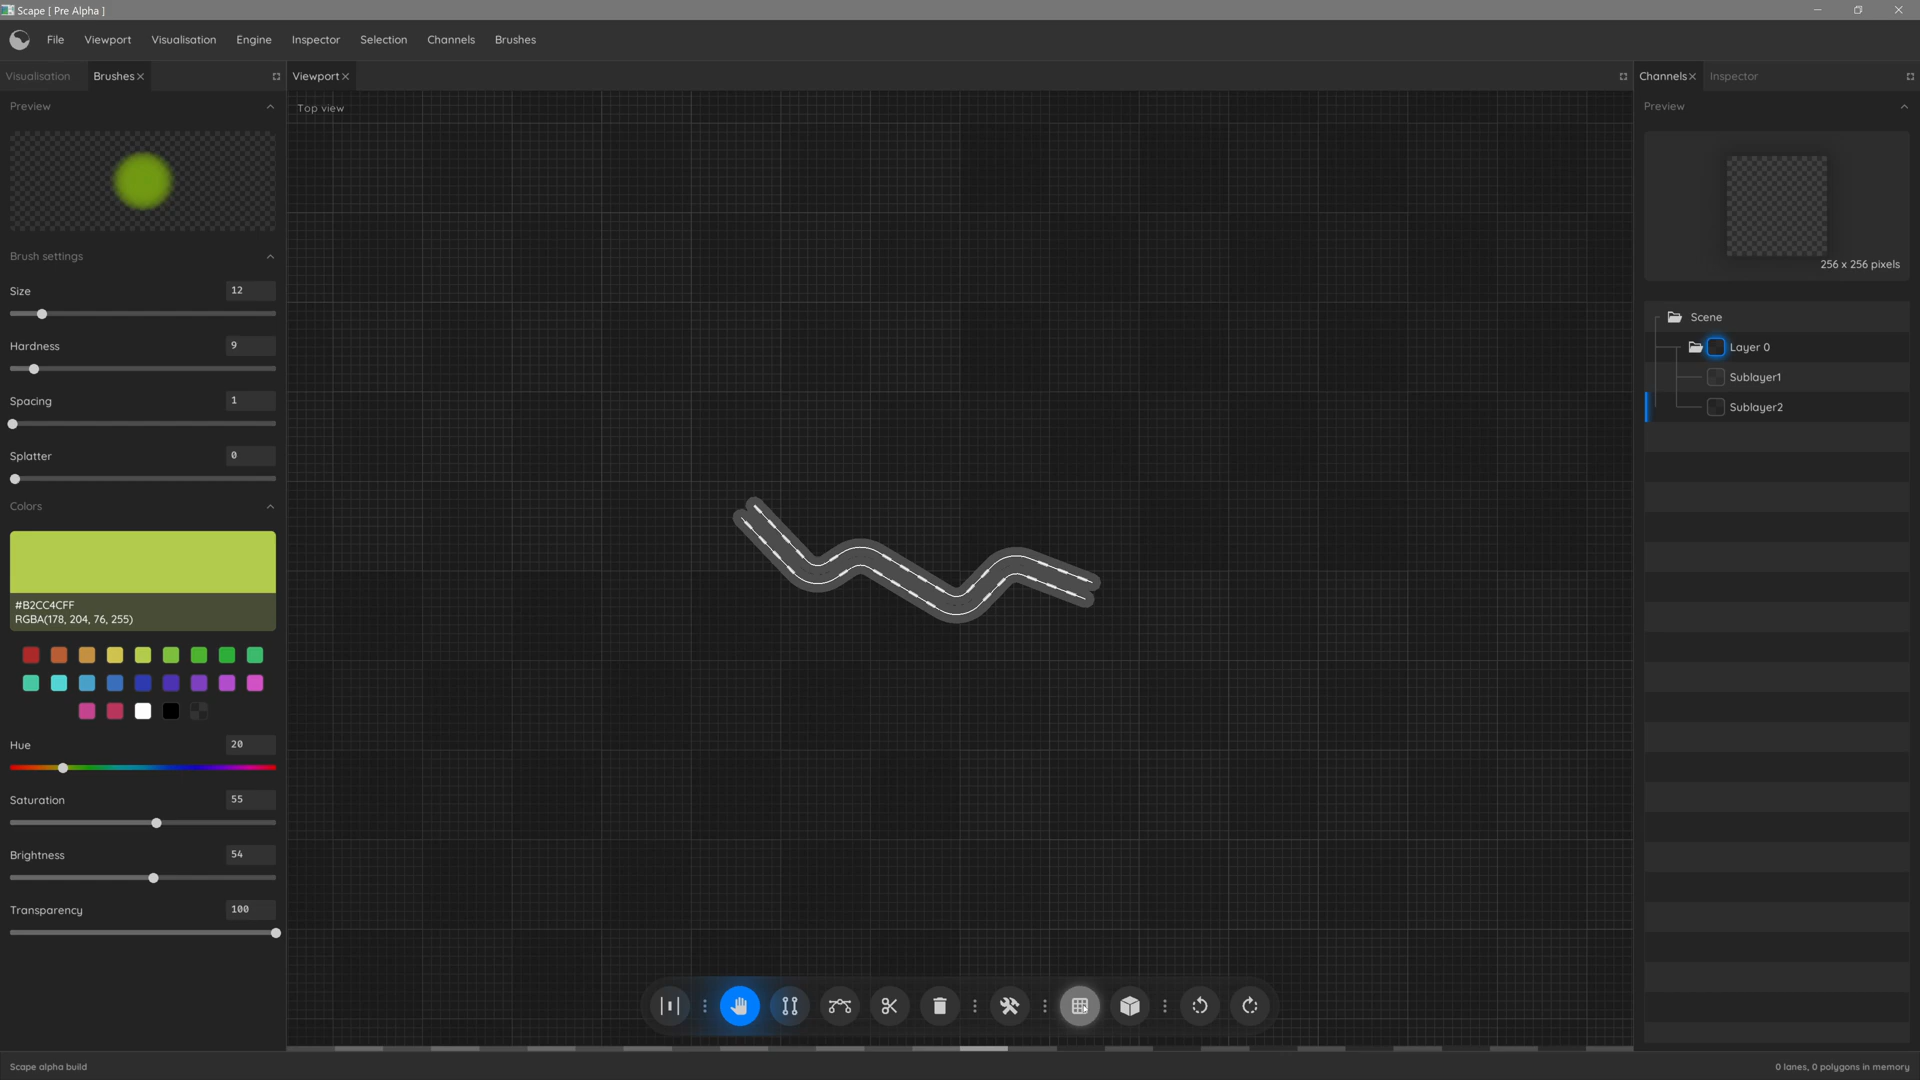 Scape [ Pre Alpha ]
File Viewport Visualisation Engine Inspector Selection Channels Brushes
Visualisation Brushes
Preview
Brush settings
Size 12
Hardness 9
Spacing 1
Splatter 0
Colors
#B2CC4CFF
RGBA(178, 204, 76, 255)
Hue 20
Saturation 55
Brightness 54
Transparency 100
Viewport
Top view
Channels Inspector
Preview
256 x 256 pixels
Scene
Layer 0
Sublayer1
Sublayer2
Scape alpha build
0 lanes, 0 polygons in memory